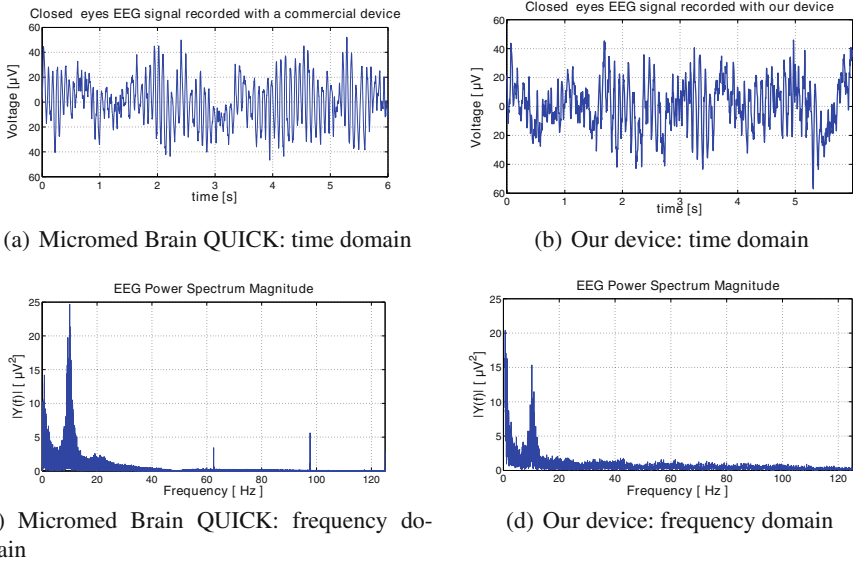 Closed eyes EEG signal recorded with a commercial device
60
40
20
0
20
40
60
Voltage [µV]
0 1 2 3 4 5 6
time [s]
(a) Micromed Brain QUICK: time domain
Closed eyes EEG signal recorded with our device
60
40
20
0
20
40
60
Voltage [µV ]
0 1 2 3 4 5
time [s]
(b) Our device: time domain
EEG Power Spectrum Magnitude
25
20
15
10
5
0
|Y(f)| [ µV²]
0 20 40 60 80 100 120
Frequency [ Hz ]
) Micromed Brain QUICK: frequency do-
ain
EEG Power Spectrum Magnitude
25
20
15
10
5
0
|Y(f)| [ µV²]
0 20 40 60 80 100 120
Frequency [ Hz ]
(d) Our device: frequency domain